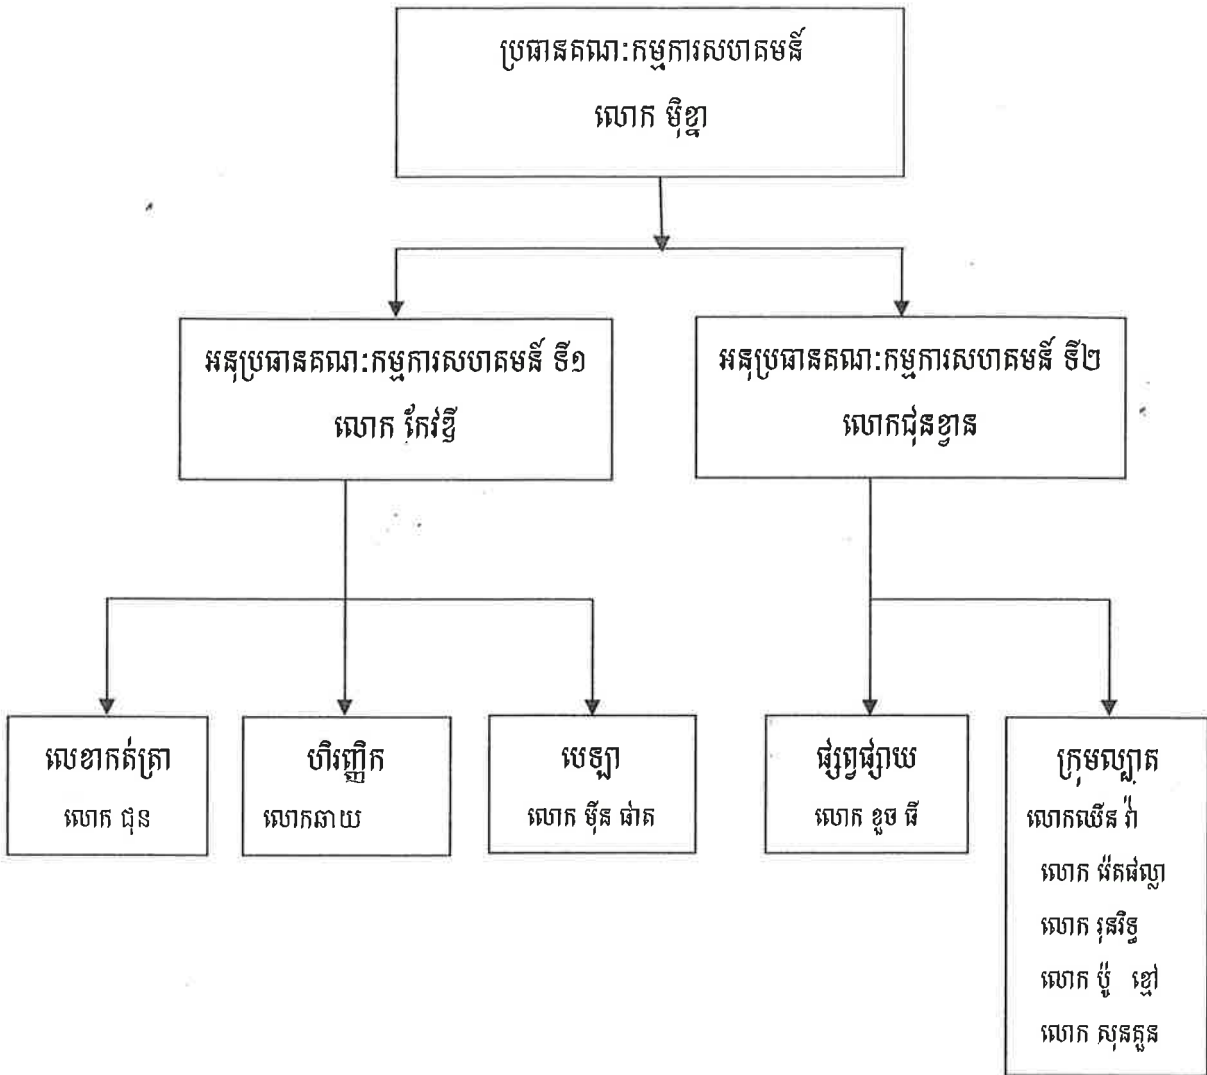 ប្រធានគណៈកម្មការសហគមន៍
លោក ម៉ិខ្នា
អនុប្រធានគណៈកម្មការសហគមន៍ ទី១
លោក កែវឌី
អនុប្រធានគណៈកម្មការសហគមន៍ ទី២
លោកជុនខ្វាន
លេខាកត់ត្រា
លោក ជុន
ហិរញ្ញិក
លោកឆាយ
បេឡា
លោក ម៉ីន ផាត
ផ្សព្វផ្សាយ
លោក ខួច ធី
ក្រុមល្បាត
លោកឈីន វ៉ា
លោក រ៉េតផល្លា
លោក រុនរិទ្ធ
លោក ប៉ូ ខ្មៅ
លោក សុនគួន